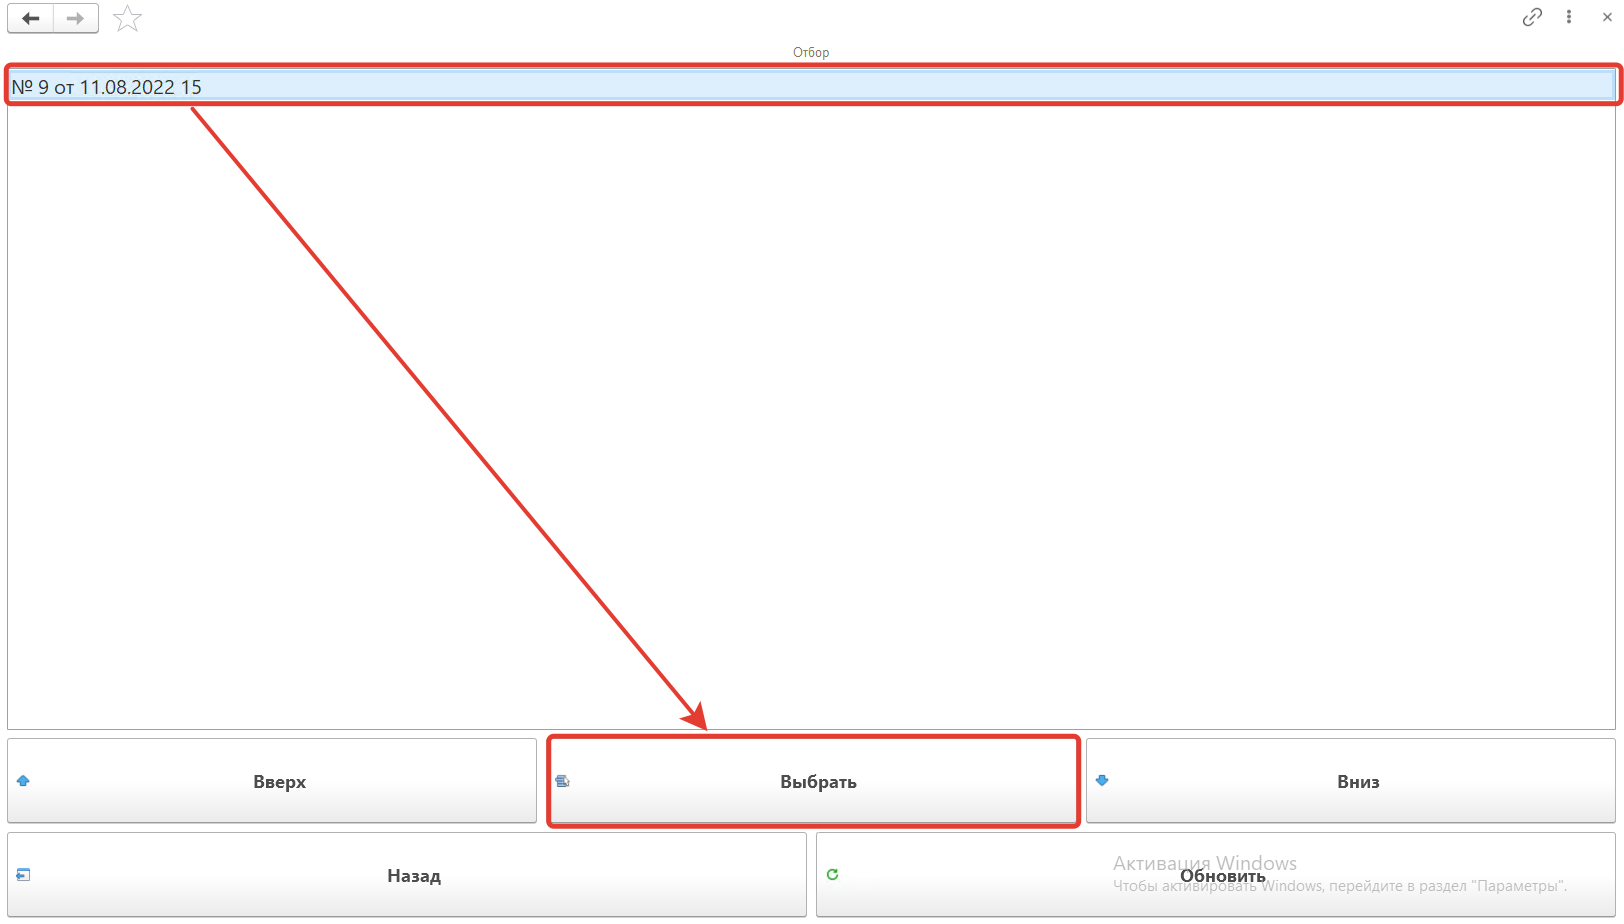 Отбор
№ 9 от 11.08.2022 15
Вверх
Выбрать
Вниз
Назад
Обновить
Активация Windows
Чтобы активировать Windows, перейдите в раздел "Параметры".